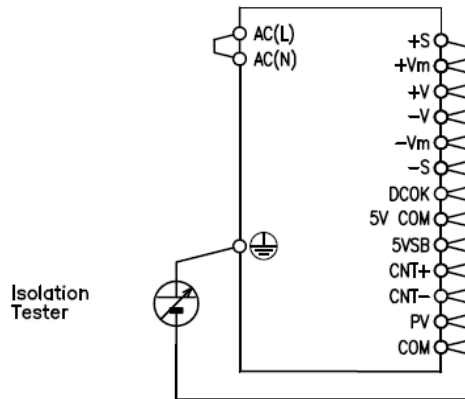 AC(L)
AC(N)
+S
+Vm
+V
-V
-Vm
-S
DCOK
5V COM
5VSB
CNT+
CNT-
PV
COM
Isolation
Tester